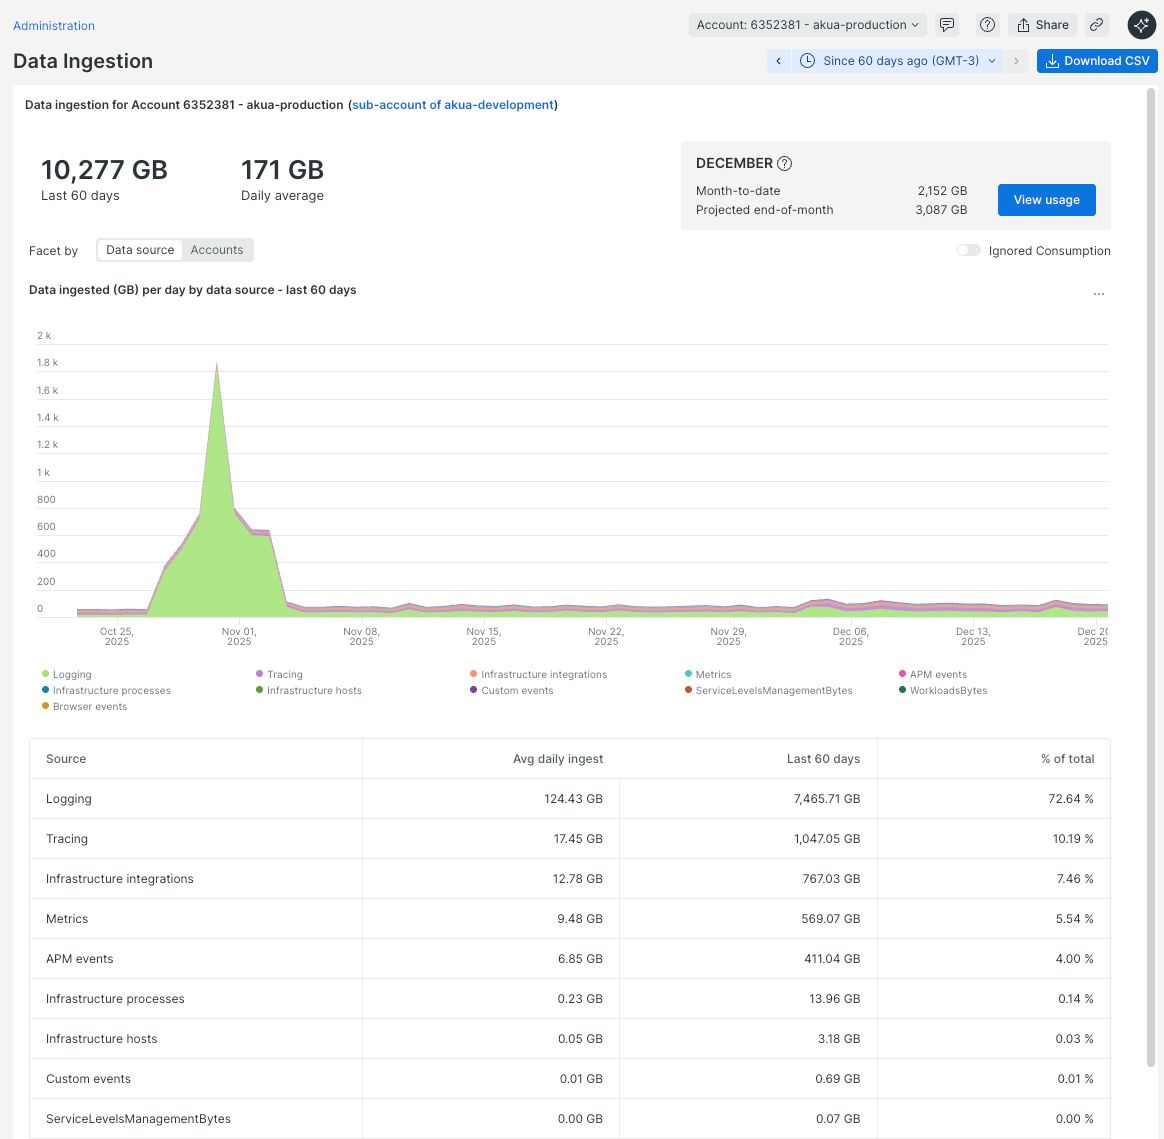 Administration
Account: 6352381 - akua-production
Share
Data Ingestion
Since 60 days ago (GMT-3)
Download CSV
Data ingestion for Account 6352381 - akua-production (sub-account of akua-development)
10,277 GB
Last 60 days
171 GB
Daily average
DECEMBER
Month-to-date 2,152 GB
Projected end-of-month 3,087 GB
View usage
Facet by Data source Accounts
Ignored Consumption
Data ingested (GB) per day by data source - last 60 days
...
2 k
1.8 k
1.6 k
1.4 k
1.2 k
1 k
800
600
400
200
0
Oct 25, 2025
Nov 01, 2025
Nov 08, 2025
Nov 15, 2025
Nov 22, 2025
Nov 29, 2025
Dec 06, 2025
Dec 13, 2025
Dec 20 2025
Logging Tracing Infrastructure integrations Metrics APM events
Infrastructure processes Infrastructure hosts Custom events ServiceLevelsManagementBytes WorkloadsBytes
Browser events
Source Avg daily ingest Last 60 days % of total
Logging 124.43 GB 7,465.71 GB 72.64 %
Tracing 17.45 GB 1,047.05 GB 10.19 %
Infrastructure integrations 12.78 GB 767.03 GB 7.46 %
Metrics 9.48 GB 569.07 GB 5.54 %
APM events 6.85 GB 411.04 GB 4.00 %
Infrastructure processes 0.23 GB 13.96 GB 0.14 %
Infrastructure hosts 0.05 GB 3.18 GB 0.03 %
Custom events 0.01 GB 0.69 GB 0.01 %
ServiceLevelsManagementBytes 0.00 GB 0.07 GB 0.00 %